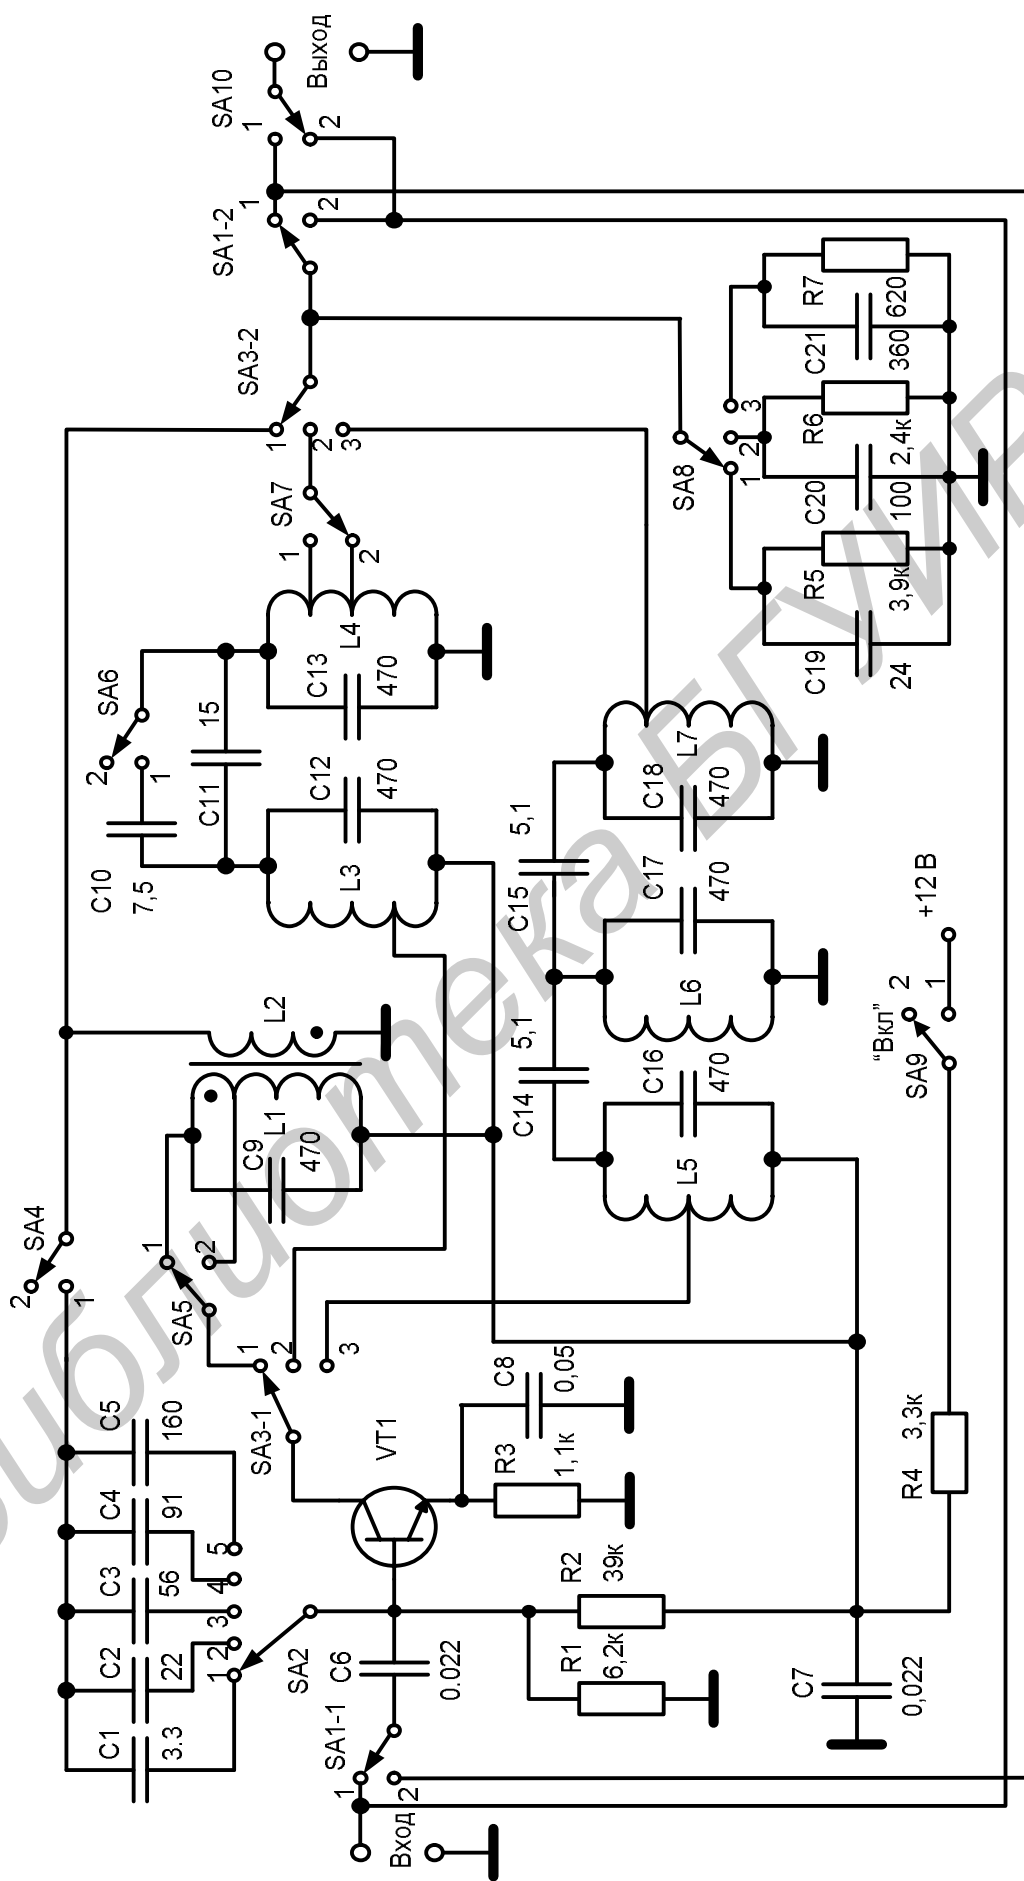 Библиотека БГУИР
C1
3.3
C2
22
C3
56
C4
91
C5
160
1
2
3
4
5
SA2
SA4
2
1
SA5
1
2
SA3-1
1
2
3
VT1
C9
470
L1
L2
C10
7,5
C11
15
SA6
2
1
L3
C12
470
C13
470
L4
SA7
1
2
SA3-2
1
2
3
SA1-2
1
2
SA10
1
2
Выход
SA1-1
1
2
Вход
C6
0.022
R1
6,2к
R2
39к
R3
1,1к
C8
0,05
C7
0,022
R4
3,3к
SA9
“Вкл”
2
1
+12 В
C14
5,1
C15
5,1
L5
C16
470
L6
C17
470
C18
470
L7
SA8
1
2
3
C19
24
R5
3,9к
C20
100
R6
2,4к
C21
360
R7
620